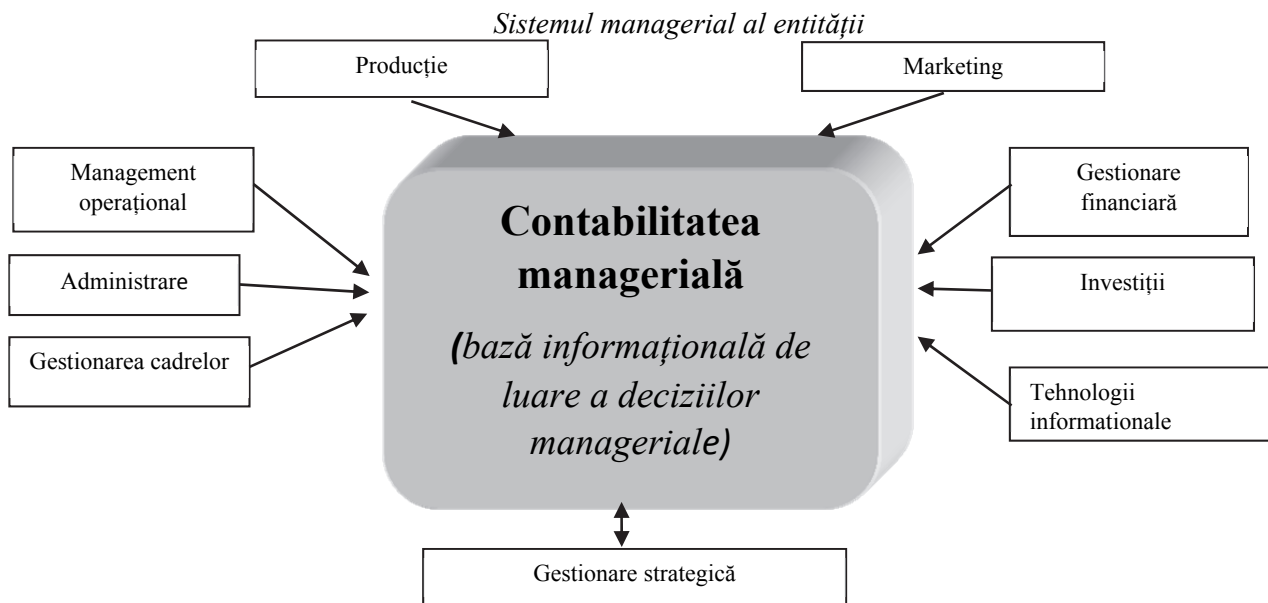 Sistemul managerial al entității
Producție
Marketing
Management
operațional
Administrare
Gestionarea cadrelor
Contabilitatea
managerială
(bază informațională de
luare a deciziilor
manageriale)
Gestionare
financiară
Investiții
Tehnologii
informationale
Gestionare strategică